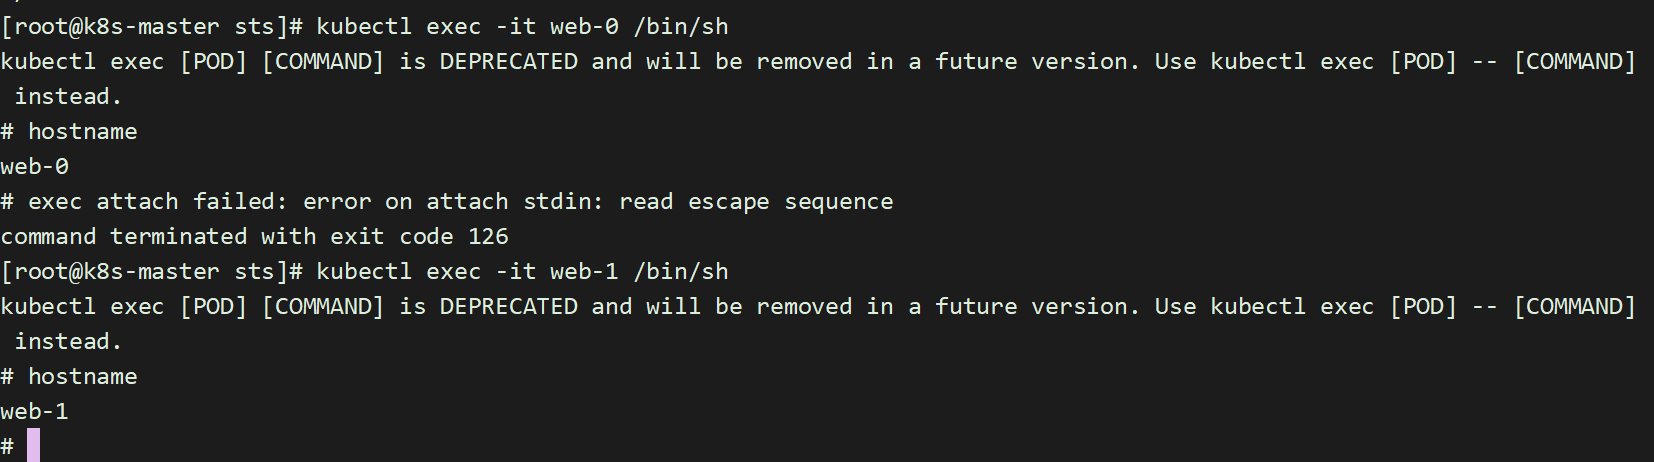 [root@k8s-master sts]# kubectl exec -it web-0 /bin/sh
kubectl exec [POD] [COMMAND] is DEPRECATED and will be removed in a future version. Use kubectl exec [POD] -- [COMMAND]
 instead.
# hostname
web-0
# exec attach failed: error on attach stdin: read escape sequence
command terminated with exit code 126
[root@k8s-master sts]# kubectl exec -it web-1 /bin/sh
kubectl exec [POD] [COMMAND] is DEPRECATED and will be removed in a future version. Use kubectl exec [POD] -- [COMMAND]
 instead.
# hostname
web-1
#